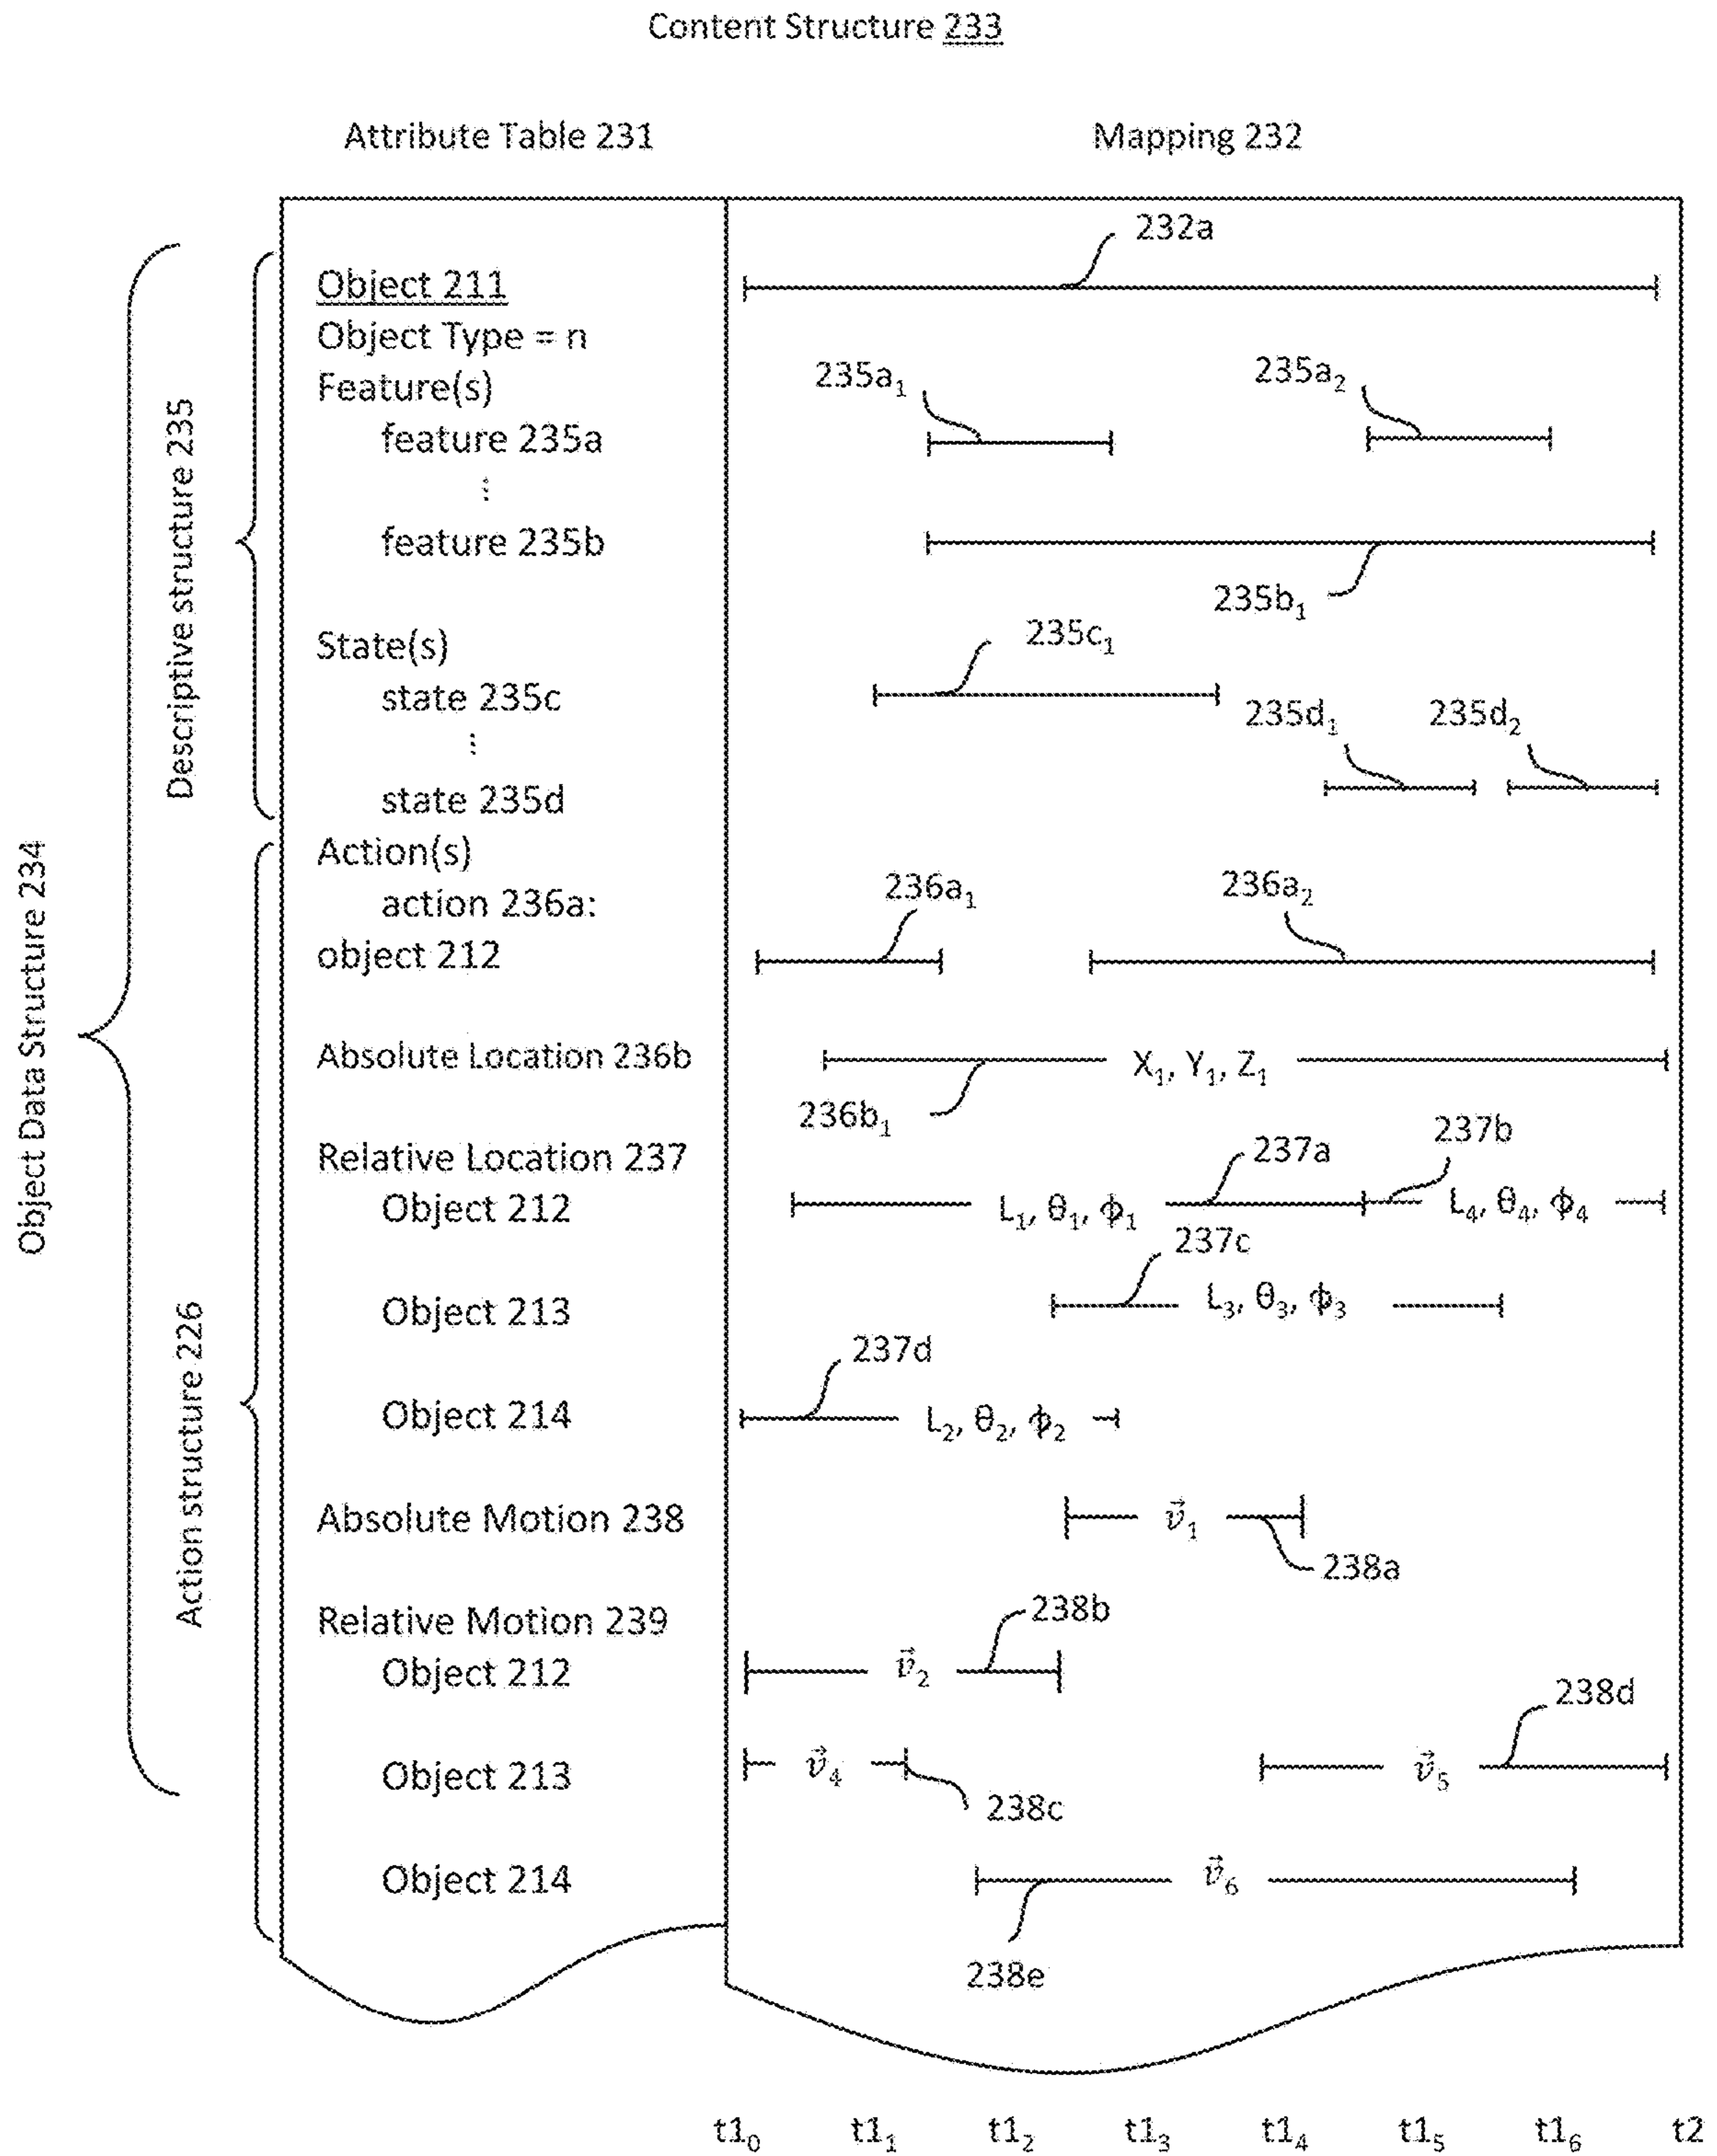 Content Structure 233
Attribute Table 231
Mapping 232
232a
Object 211
Object Type = n
235a₁
235a₂
Feature(s)
feature 235a
⋮
feature 235b
235b₁
State(s)
235c₁
state 235c
235d₁
235d₂
⋮
state 235d
Descriptive structure 235
Object Data Structure 234
Action(s)
236a₁
236a₂
action 236a:
object 212
Absolute Location 236b
X₁, Y₁, Z₁
236b₁
237b
Relative Location 237
237a
Object 212
L₁, θ₁, ϕ₁
L₄, θ₄, ϕ₄
237c
Object 213
L₃, θ₃, ϕ₃
237d
Object 214
L₂, θ₂, ϕ₂
Action structure 226
Absolute Motion 238
v⃗₁
238a
Relative Motion 239
238b
Object 212
v⃗₂
238d
Object 213
v⃗₄
v⃗₅
238c
Object 214
v⃗₆
238e
t1₀ t1₁ t1₂ t1₃ t1₄ t1₅ t1₆ t2